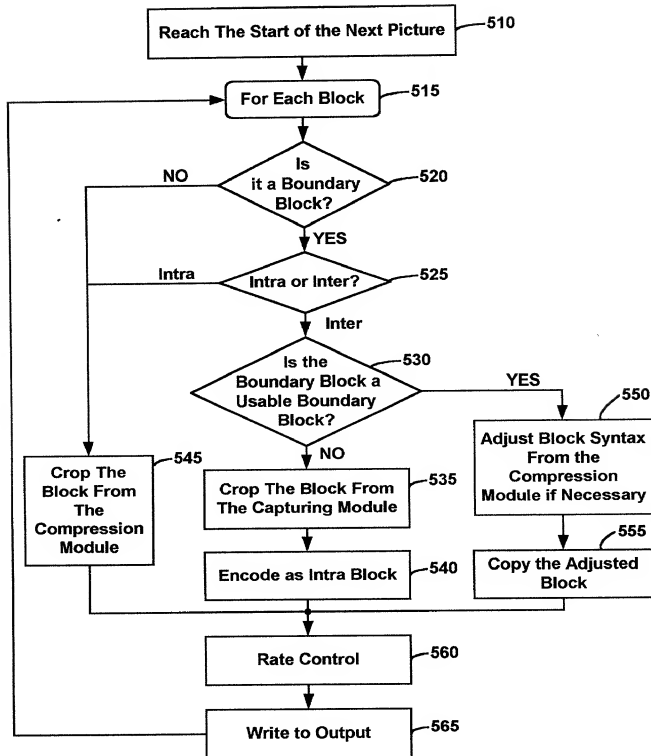 Reach The Start of the Next Picture
510
For Each Block
515
Is
it a Boundary
Block?
520
NO
YES
Intra
Intra or Inter?
525
Inter
Is the
Boundary Block a
Usable Boundary
Block?
530
YES
NO
550
Adjust Block Syntax
From the
Compression
Module if Necessary
545
Crop The
Block From
The
Compression
Module
Crop The Block From
The Capturing Module
535
555
Copy the Adjusted
Block
Encode as Intra Block
540
Rate Control
560
Write to Output
565